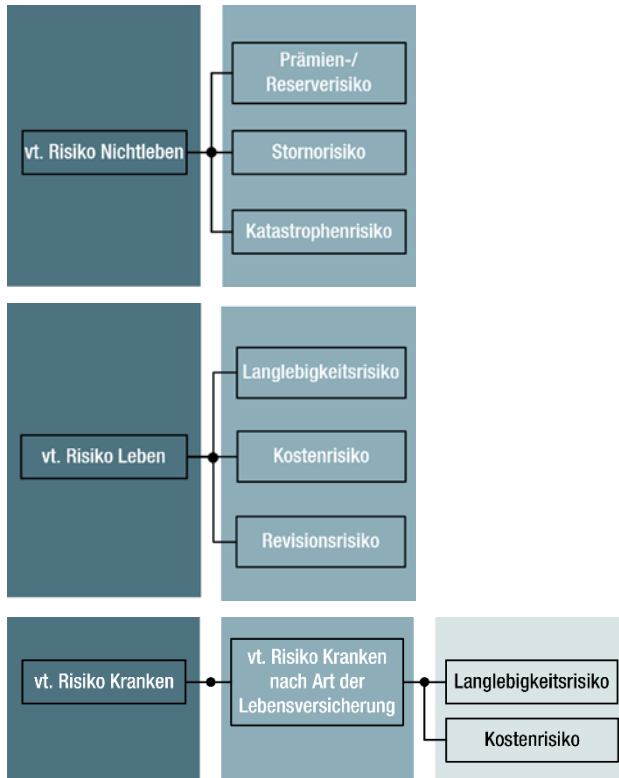 Prämien-/
Reserverisiko
vt. Risiko Nichtleben
Stornorisiko
Katastrophenrisiko
Langlebigkeitsrisiko
vt. Risiko Leben
Kostenrisiko
Revisionsrisiko
vt. Risiko Kranken
vt. Risiko Kranken
nach Art der
Lebensversicherung
Langlebigkeitsrisiko
Kostenrisiko